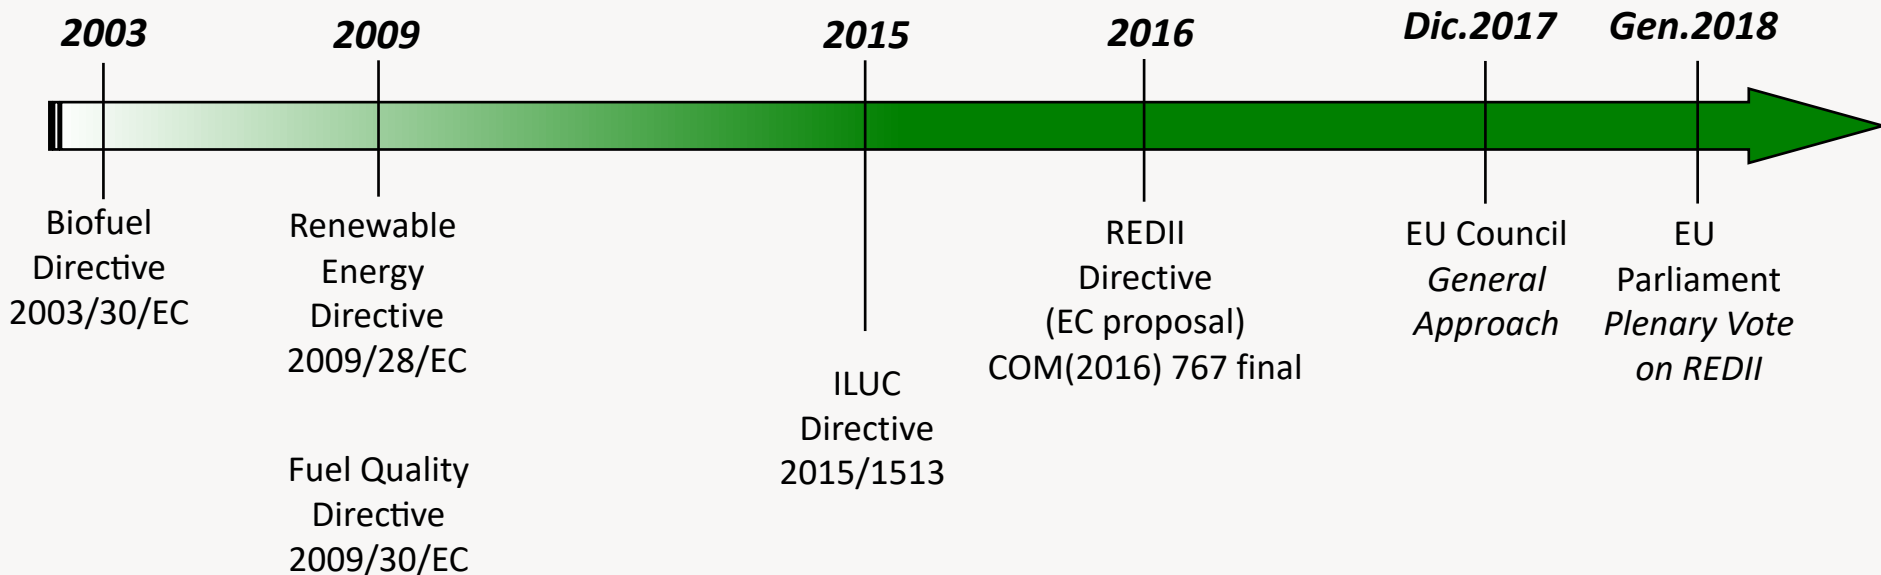 2003
2009
2015
2016
Dic.2017
Gen.2018
Biofuel
Directive
2003/30/EC
Renewable
Energy
Directive
2009/28/EC
Fuel Quality
Directive
2009/30/EC
ILUC
Directive
2015/1513
REDII
Directive
(EC proposal)
COM(2016) 767 final
EU Council
General
Approach
EU
Parliament
Plenary Vote
on REDII